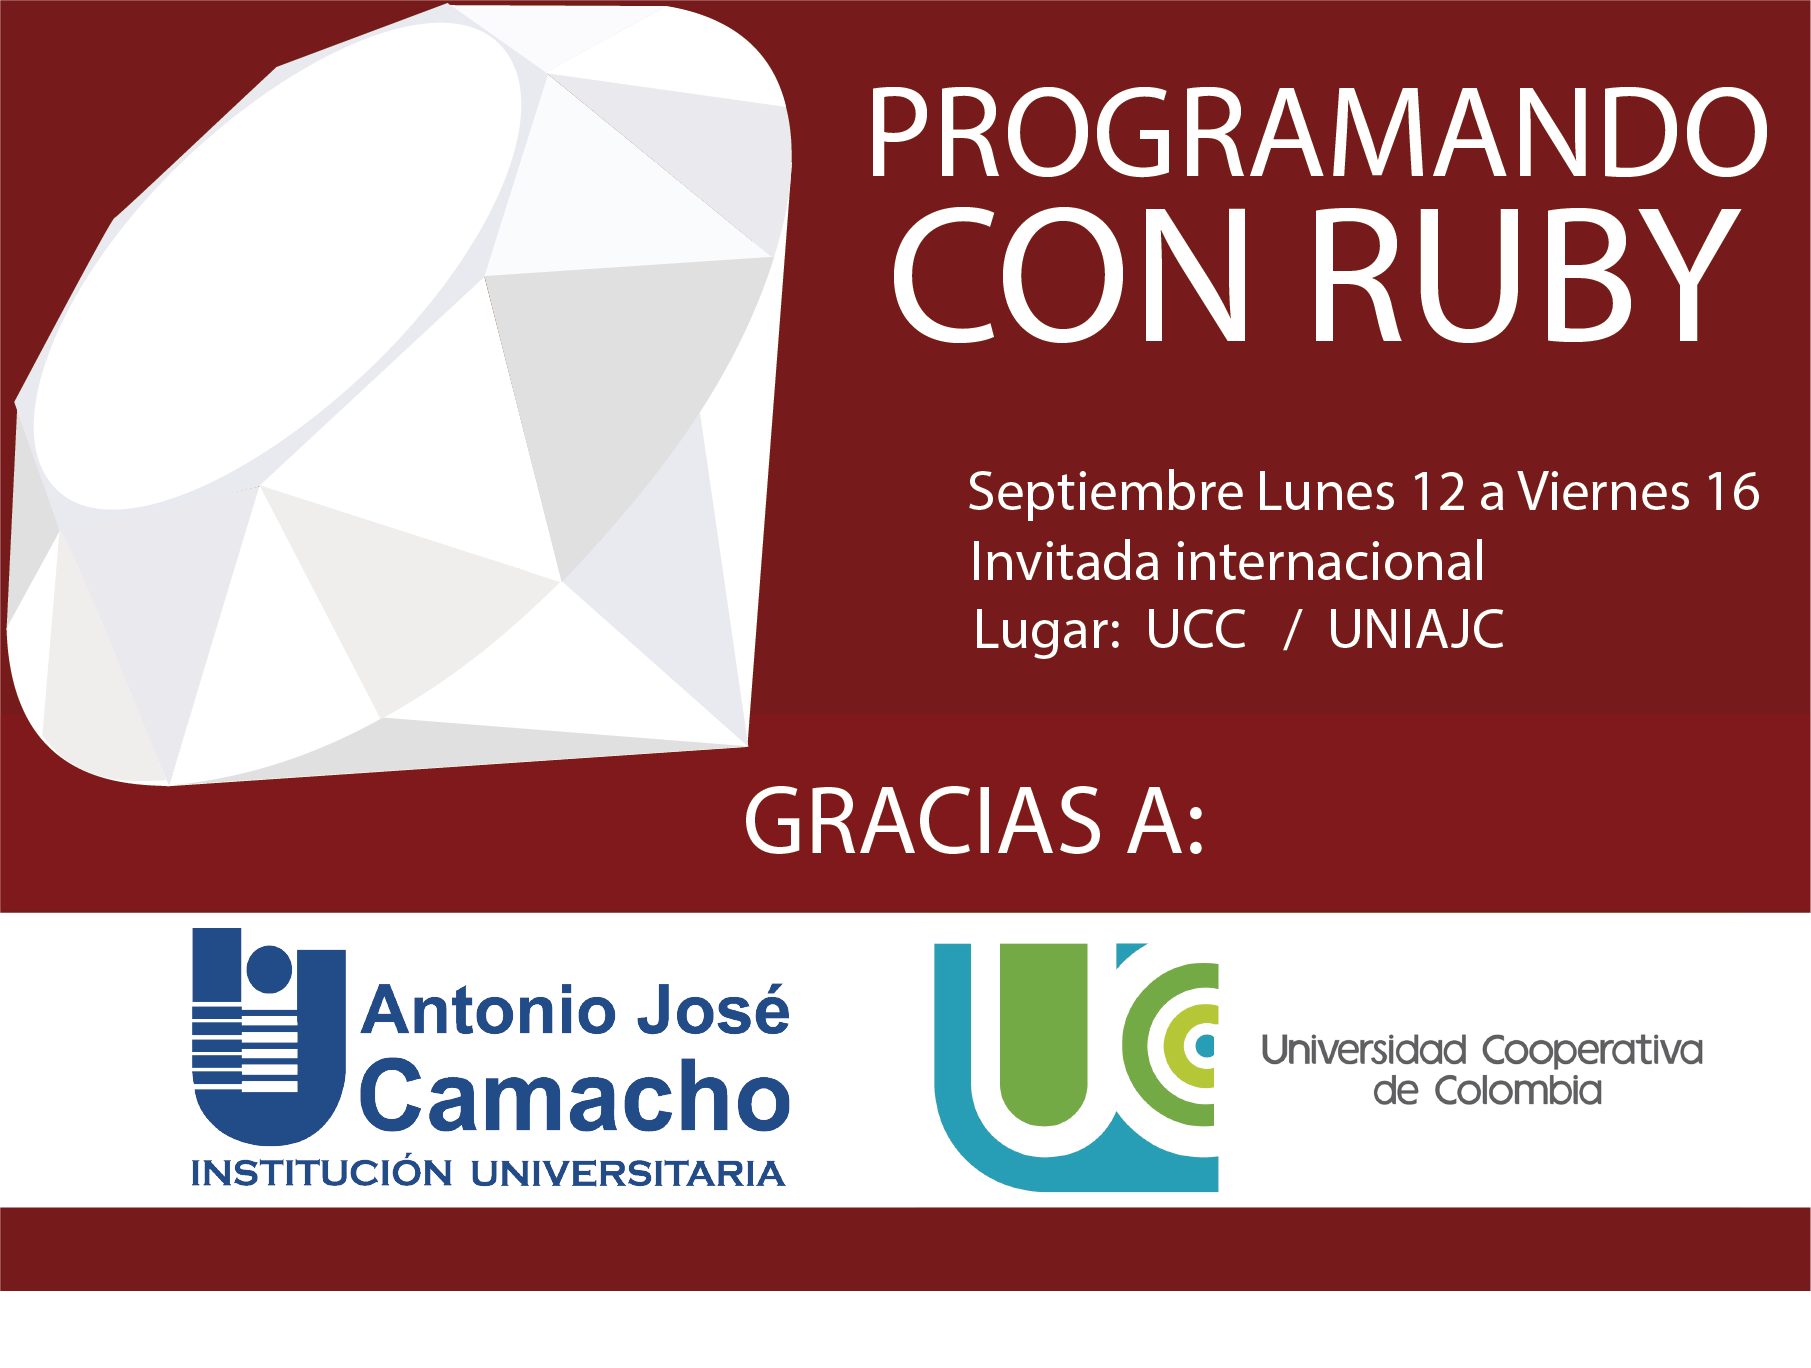 PROGRAMANDO
CON RUBY
Septiembre Lunes 12 a Viernes 16
Invitada internacional
Lugar: UCC / UNIAJC
GRACIAS A:
Antonio José
Camacho
INSTITUCIÓN UNIVERSITARIA
Universidad Cooperativa
de Colombia